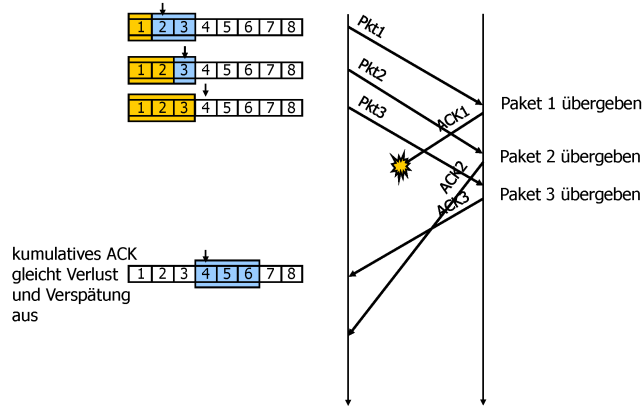 1 2 3 4 5 6 7 8
Pkt1
1 2 3 4 5 6 7 8
Pkt2
1 2 3 4 5 6 7 8
Pkt3
ACK1
Paket 1 übergeben
Paket 2 übergeben
ACK2
Paket 3 übergeben
ACK3
kumulatives ACK
gleicht Verlust
und Verspätung
aus
1 2 3 4 5 6 7 8